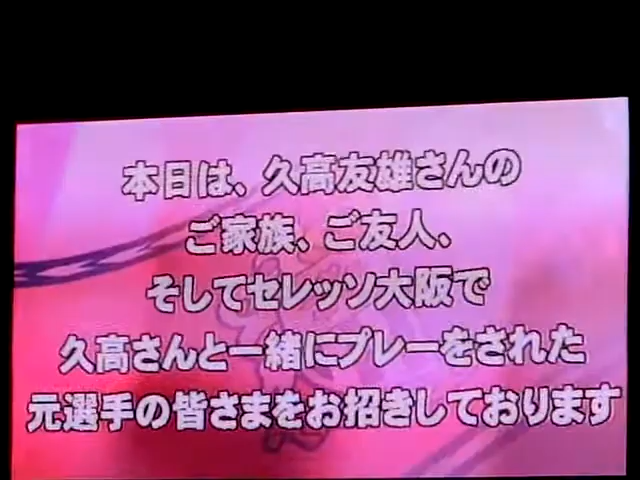 本日は、久高友雄さんの
ご家族、ご友人、
そしてセレッソ大阪で
久高さんと一緒にプレーをされた
元選手の皆さまをお招きしております